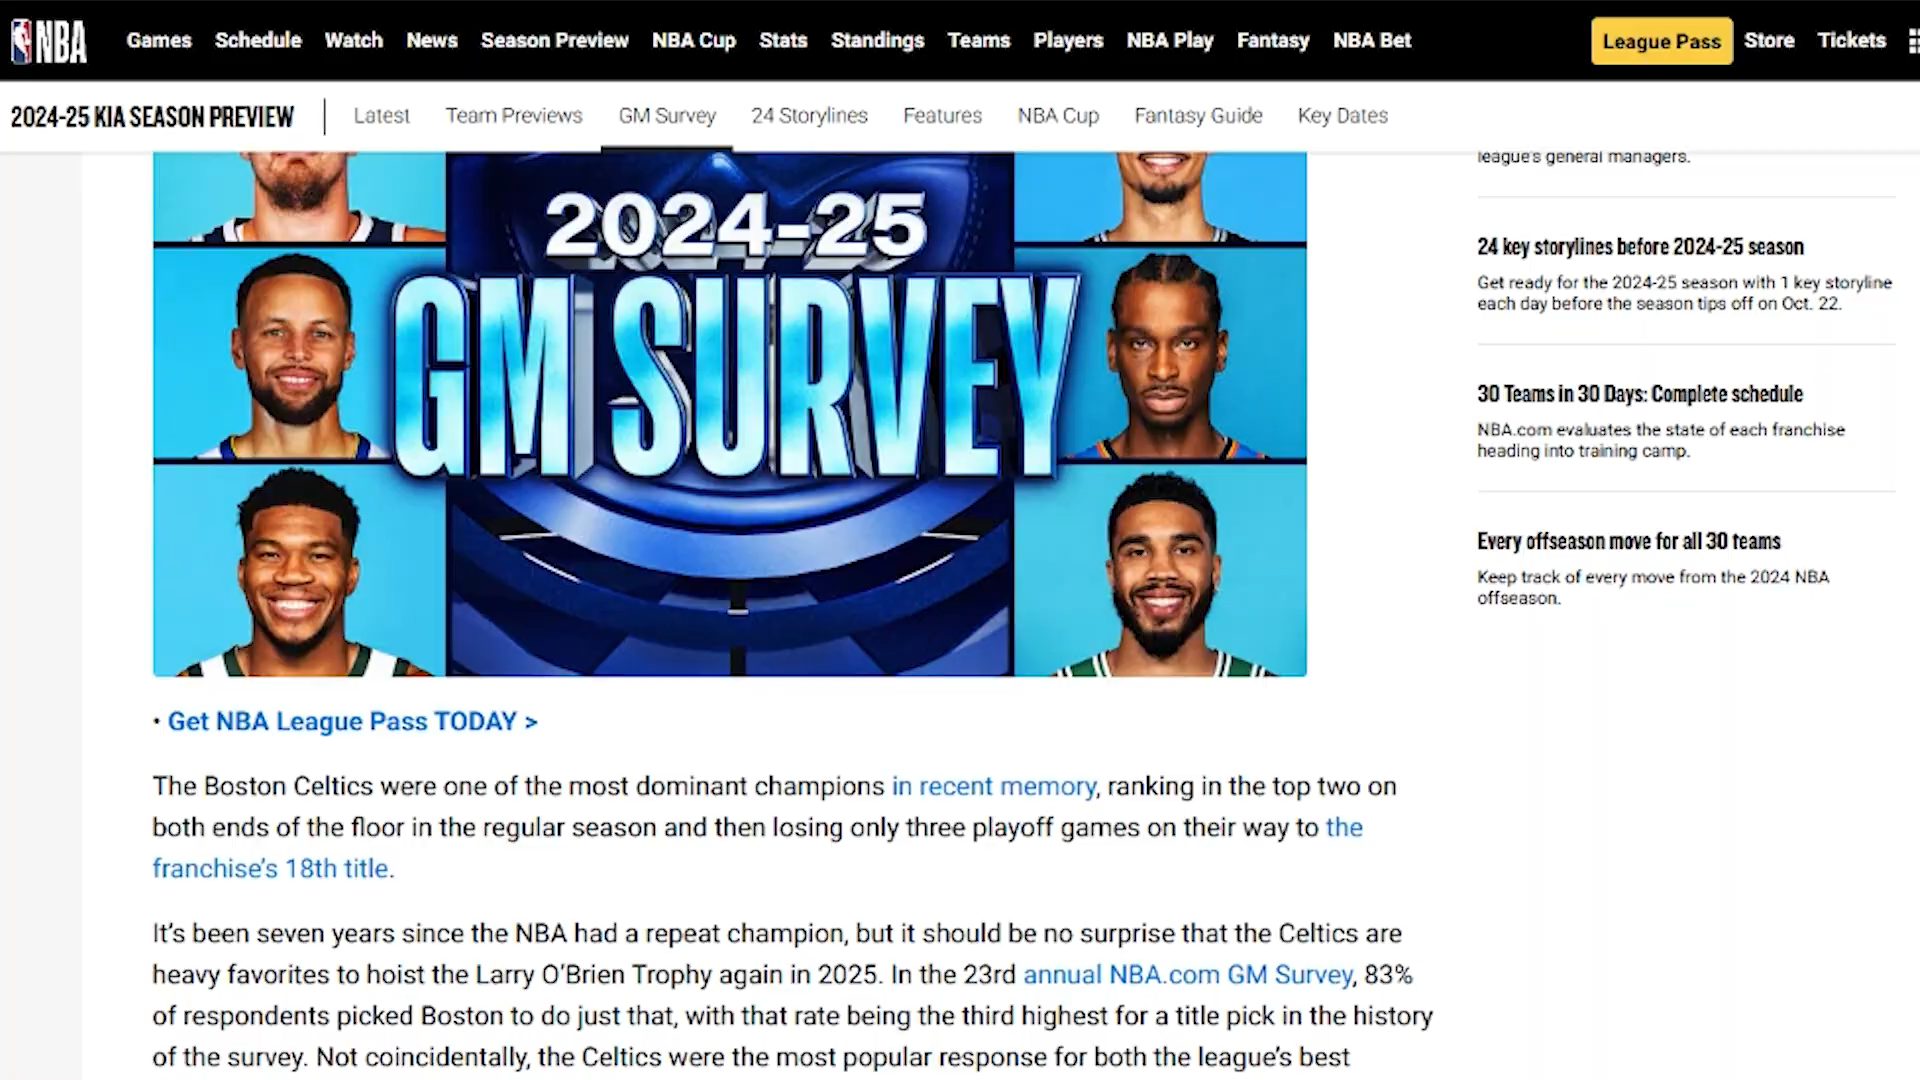 NBA
Games Schedule Watch News Season Preview NBA Cup Stats Standings Teams Players NBA Play Fantasy NBA Bet League Pass Store Tickets
2024-25 KIA SEASON PREVIEW Latest Team Previews GM Survey 24 Storylines Features NBA Cup Fantasy Guide Key Dates
2024-25
GM SURVEY
• Get NBA League Pass TODAY >
The Boston Celtics were one of the most dominant champions in recent memory, ranking in the top two on
both ends of the floor in the regular season and then losing only three playoff games on their way to the
franchise’s 18th title.
It’s been seven years since the NBA had a repeat champion, but it should be no surprise that the Celtics are
heavy favorites to hoist the Larry O’Brien Trophy again in 2025. In the 23rd annual NBA.com GM Survey, 83%
of respondents picked Boston to do just that, with that rate being the third highest for a title pick in the history
of the survey. Not coincidentally, the Celtics were the most popular response for both the league’s best
league's general managers.
24 key storylines before 2024-25 season
Get ready for the 2024-25 season with 1 key storyline
each day before the season tips off on Oct. 22.
30 Teams in 30 Days: Complete schedule
NBA.com evaluates the state of each franchise
heading into training camp.
Every offseason move for all 30 teams
Keep track of every move from the 2024 NBA
offseason.